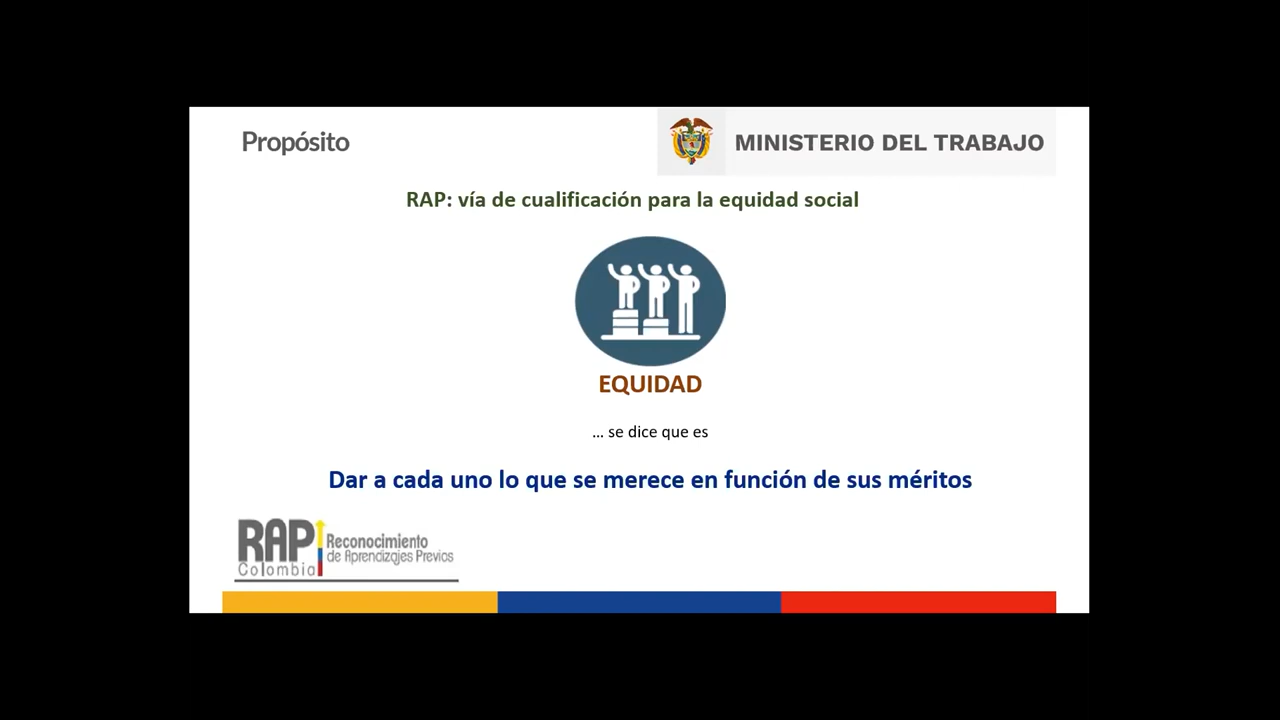 Propósito
MINISTERIO DEL TRABAJO
RAP: vía de cualificación para la equidad social
EQUIDAD
... se dice que es
Dar a cada uno lo que se merece en función de sus méritos
RAP
Colombia
Reconocimiento
de Aprendizajes Previos